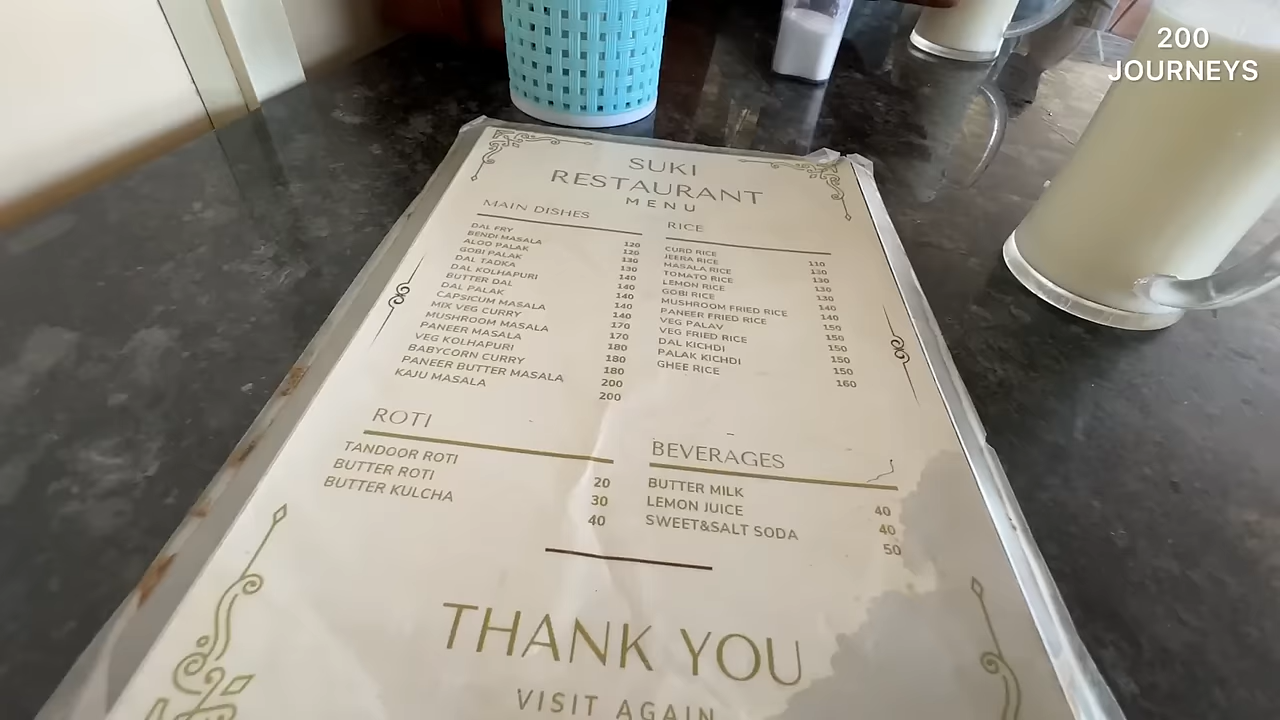 200
JOURNEYS
SUKI
RESTAURANT
MENU
MAIN DISHES
DAL FRY 120
BENDI MASALA 120
ALOO PALAK 130
GOBI PALAK 130
DAL TADKA 140
DAL KOLHAPURI 140
BUTTER DAL 140
DAL PALAK 140
CAPSICUM MASALA 170
MIX VEG CURRY 170
MUSHROOM MASALA 180
PANEER MASALA 180
VEG KOLHAPURI 180
BABYCORN CURRY 200
PANEER BUTTER MASALA 200
KAJU MASALA
RICE
CURD RICE 110
JEERA RICE 130
MASALA RICE 130
TOMATO RICE 130
LEMON RICE 130
GOBI RICE 140
MUSHROOM FRIED RICE 140
PANEER FRIED RICE 150
VEG PALAV 150
VEG FRIED RICE 150
DAL KICHDI 150
PALAK KICHDI 160
GHEE RICE
ROTI
TANDOOR ROTI 20
BUTTER ROTI 30
BUTTER KULCHA 40
BEVERAGES
BUTTER MILK 40
LEMON JUICE 40
SWEET&SALT SODA 50
THANK YOU
VISIT AGAIN